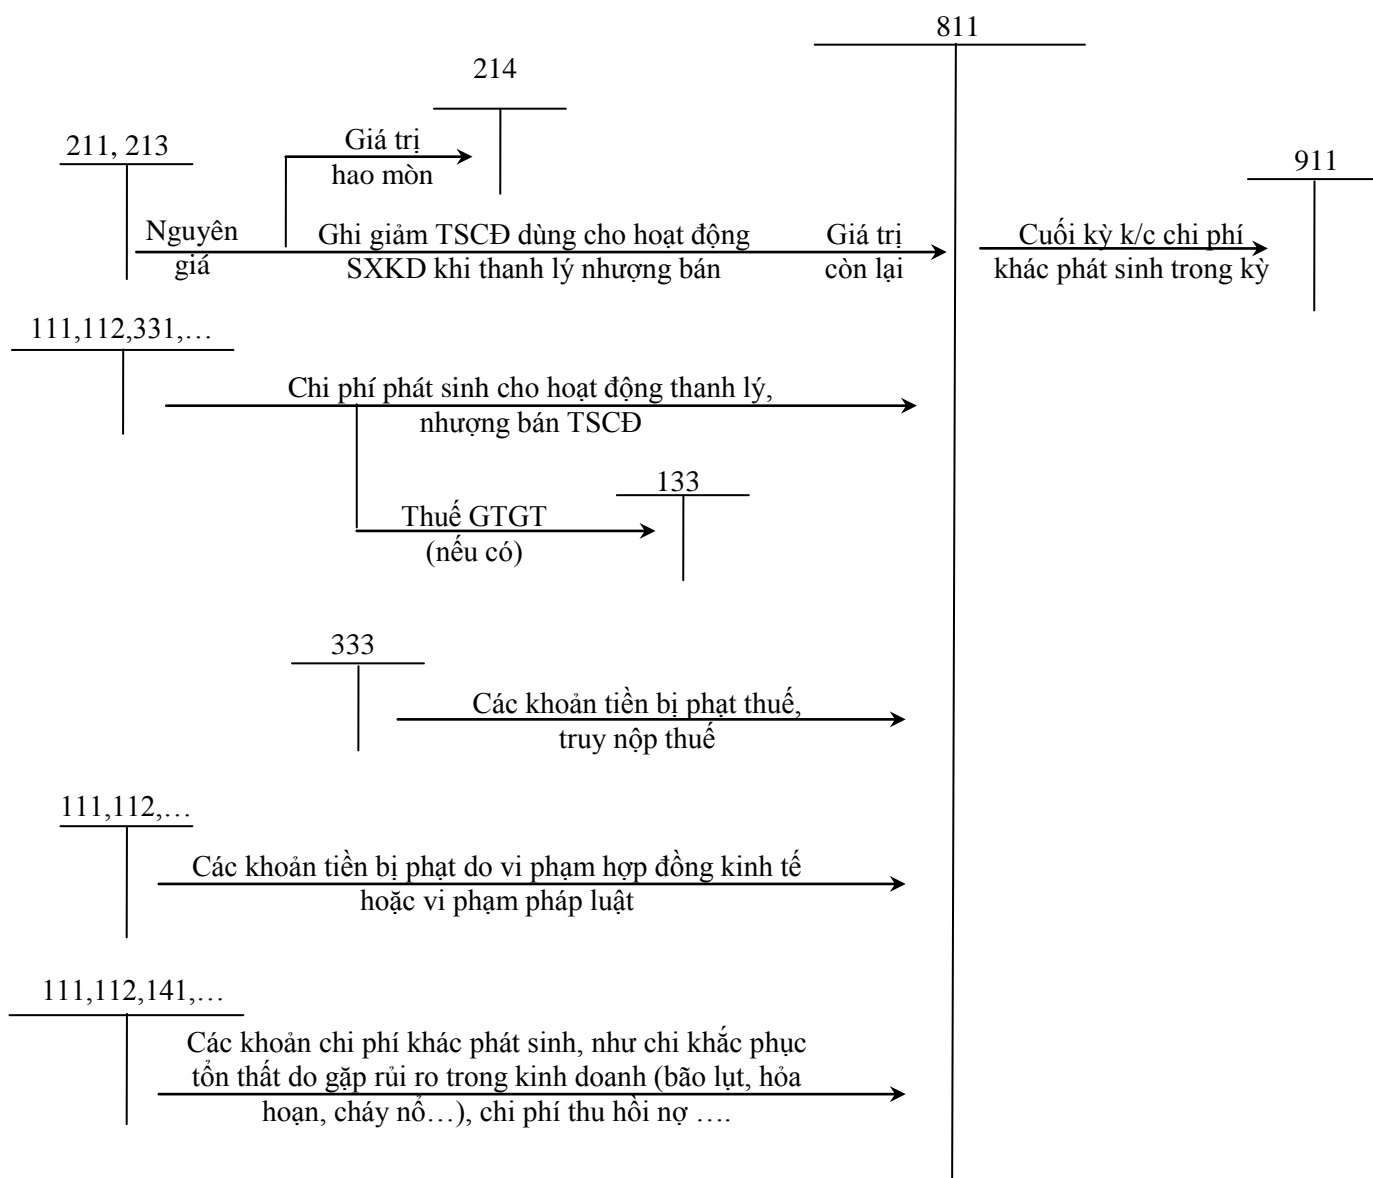 811
214
211, 213
Giá trị
hao mòn
911
Nguyên
giá
Ghi giảm TSCĐ dùng cho hoạt động
SXKD khi thanh lý nhượng bán
Giá trị
còn lại
Cuối kỳ k/c chi phí
khác phát sinh trong kỳ
111,112,331,…
Chi phí phát sinh cho hoạt động thanh lý,
nhượng bán TSCĐ
133
Thuế GTGT
(nếu có)
333
Các khoản tiền bị phạt thuế,
truy nộp thuế
111,112,…
Các khoản tiền bị phạt do vi phạm hợp đồng kinh tế
hoặc vi phạm pháp luật
111,112,141,…
Các khoản chi phí khác phát sinh, như chi khắc phục
tổn thất do gặp rủi ro trong kinh doanh (bão lụt, hỏa
hoạn, cháy nổ…), chi phí thu hồi nợ ….